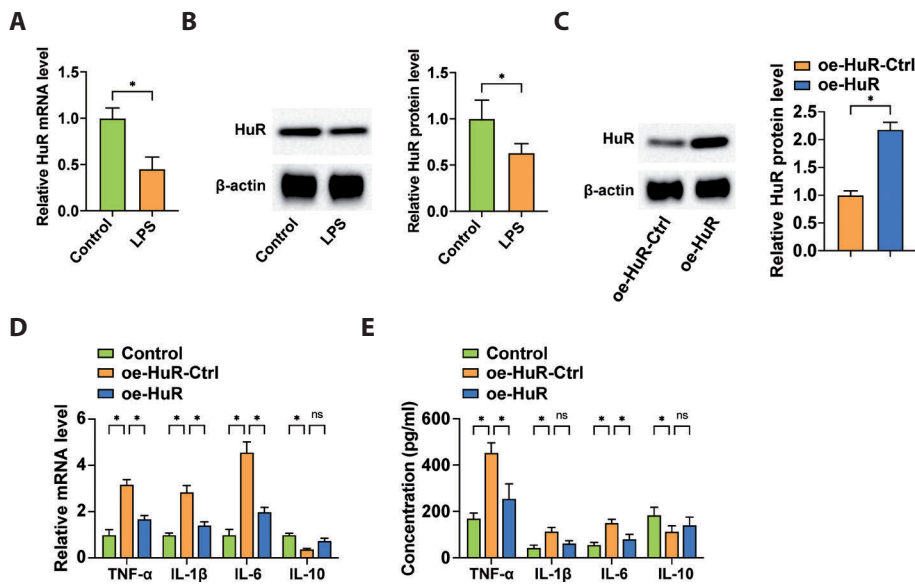 A
Relative HuR mRNA level
1.5
1.0
0.5
0.0
*
Control
LPS
B
HuR
β-actin
Control
LPS
Relative HuR protein level
1.5
1.0
0.5
0.0
*
Control
LPS
C
HuR
β-actin
oe-HuR-Ctrl
oe-HuR
oe-HuR-Ctrl
oe-HuR
Relative HuR protein level
2.5
2.0
1.5
1.0
0.5
0.0
*
D
Control
oe-HuR-Ctrl
oe-HuR
Relative mRNA level
6
4
2
0
* * * * * * * ns
TNF-α IL-1β IL-6 IL-10
E
Control
oe-HuR-Ctrl
oe-HuR
Concentration (pg/ml)
600
400
200
0
* * * ns * * * ns
TNF-α IL-1β IL-6 IL-10